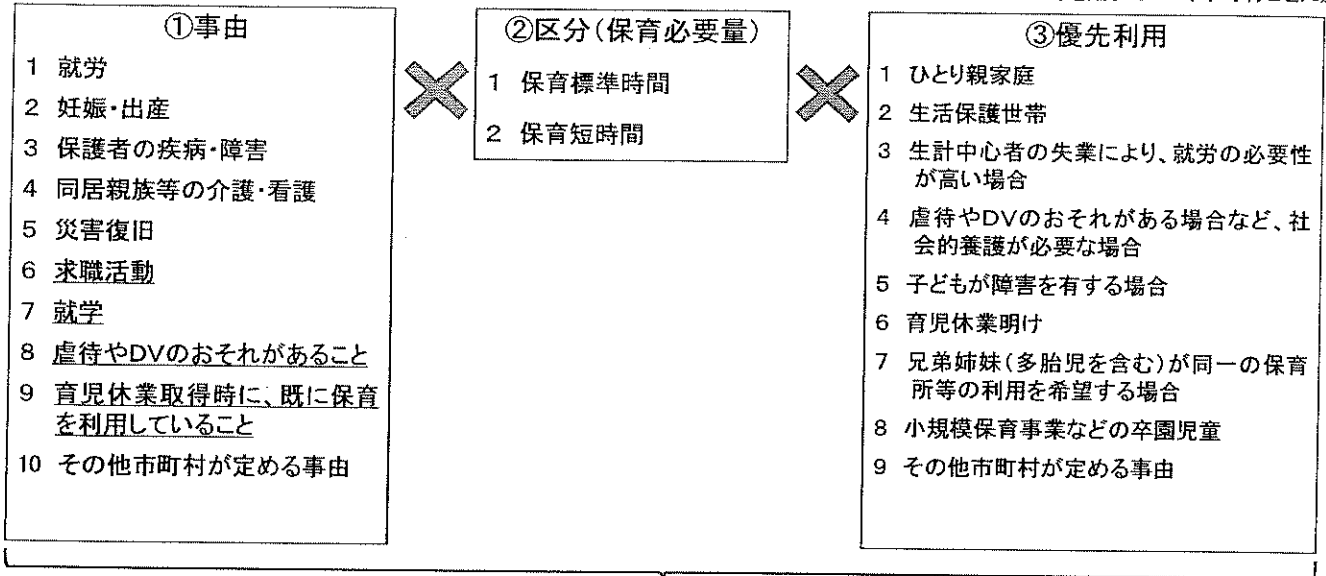 ①事由
1 就労
2 妊娠・出産
3 保護者の疾病・障害
4 同居親族等の介護・看護
5 災害復旧
6 求職活動
7 就学
8 虐待やDVのおそれがあること
9 育児休業取得時に、既に保育
を利用していること
10 その他市町村が定める事由
②区分(保育必要量)
1 保育標準時間
2 保育短時間
③優先利用
1 ひとり親家庭
2 生活保護世帯
3 生計中心者の失業により、就労の必要性
が高い場合
4 虐待やDVのおそれがある場合など、社
会的養護が必要な場合
5 子どもが障害を有する場合
6 育児休業明け
7 兄弟姉妹(多胎児を含む)が同一の保育
所等の利用を希望する場合
8 小規模保育事業などの卒園児童
9 その他市町村が定める事由